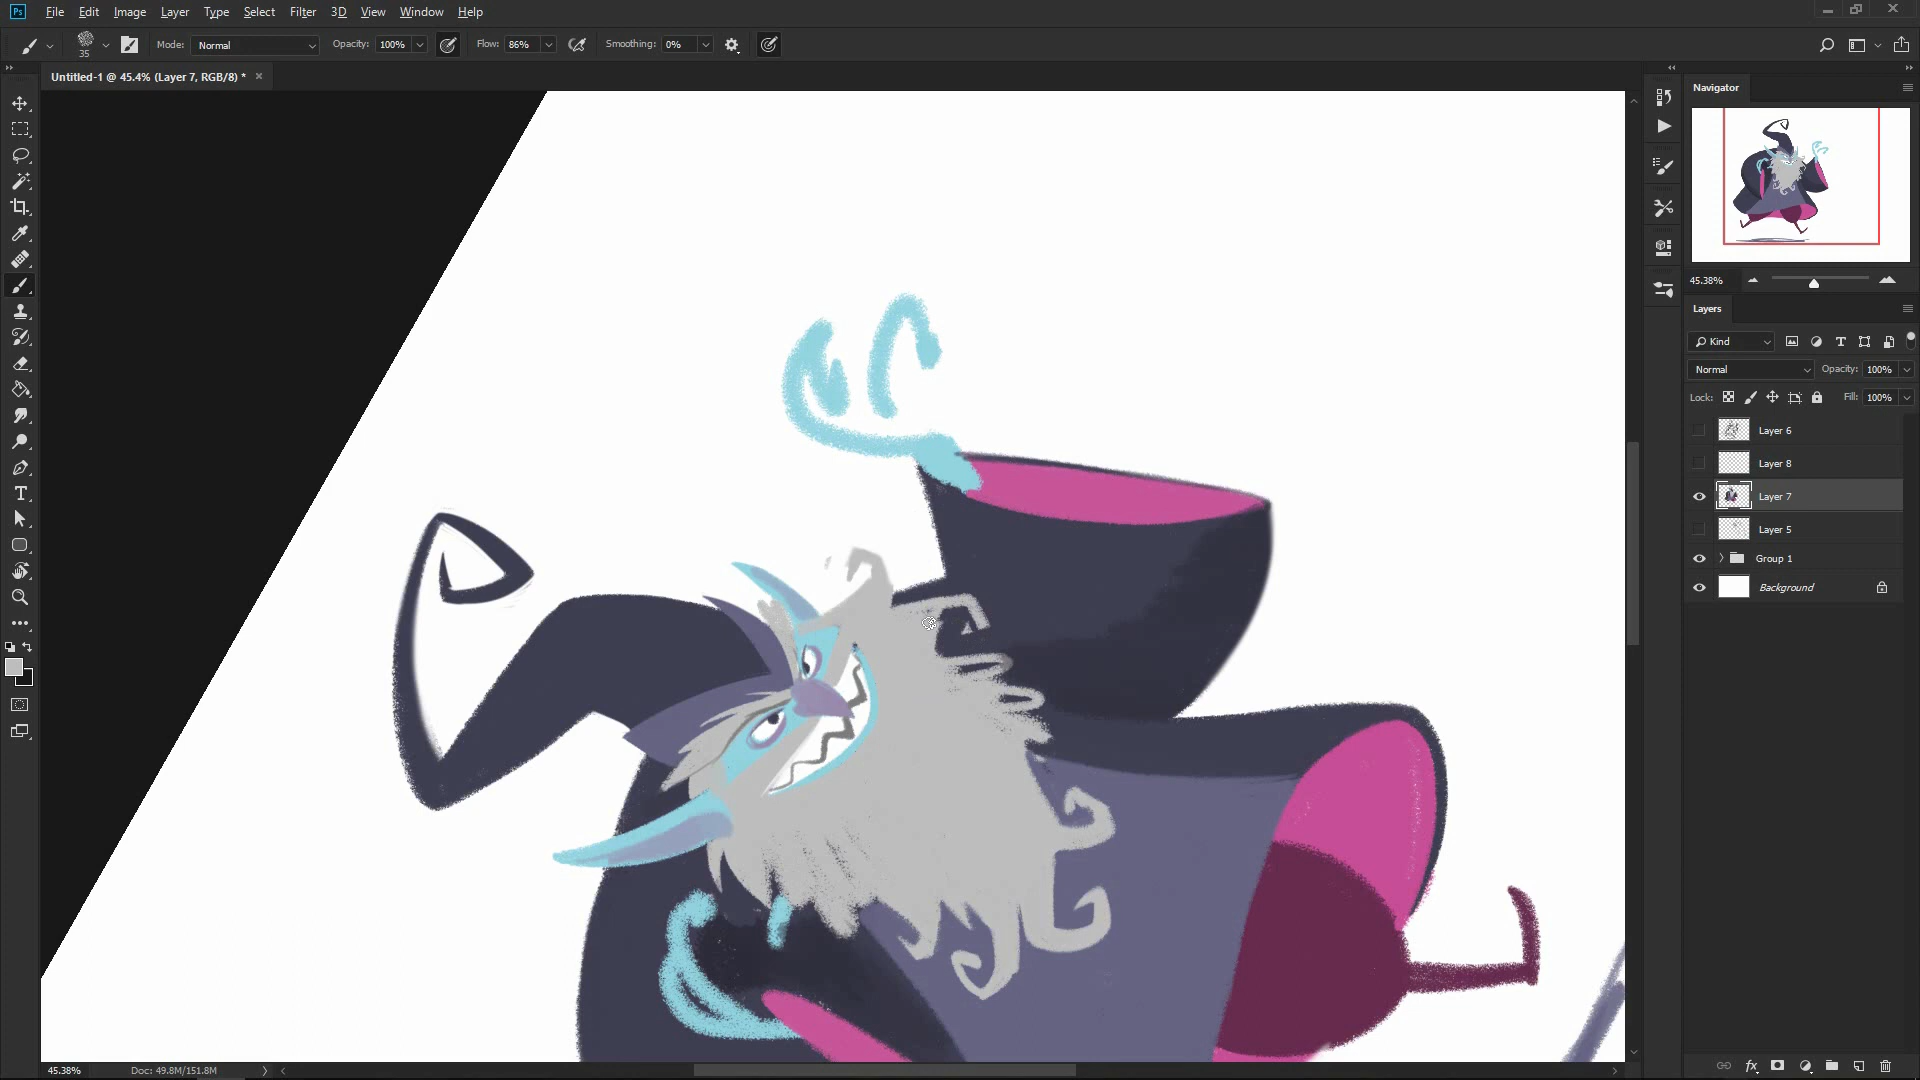 Ps File Edit Image Layer Type Select Filter 3D View Window Help
35 Mode: Normal Opacity: 100% Flow: 86% Smoothing: 0%
Untitled-1 @ 45.4% (Layer 7, RGB/8) * ×
Navigator
45.38%
Layers
Kind
Normal Opacity: 100%
Lock: Fill: 100%
Layer 6
Layer 8
Layer 7
Layer 5
Group 1
Background
45.38% Doc: 49.8M/151.8M
fx